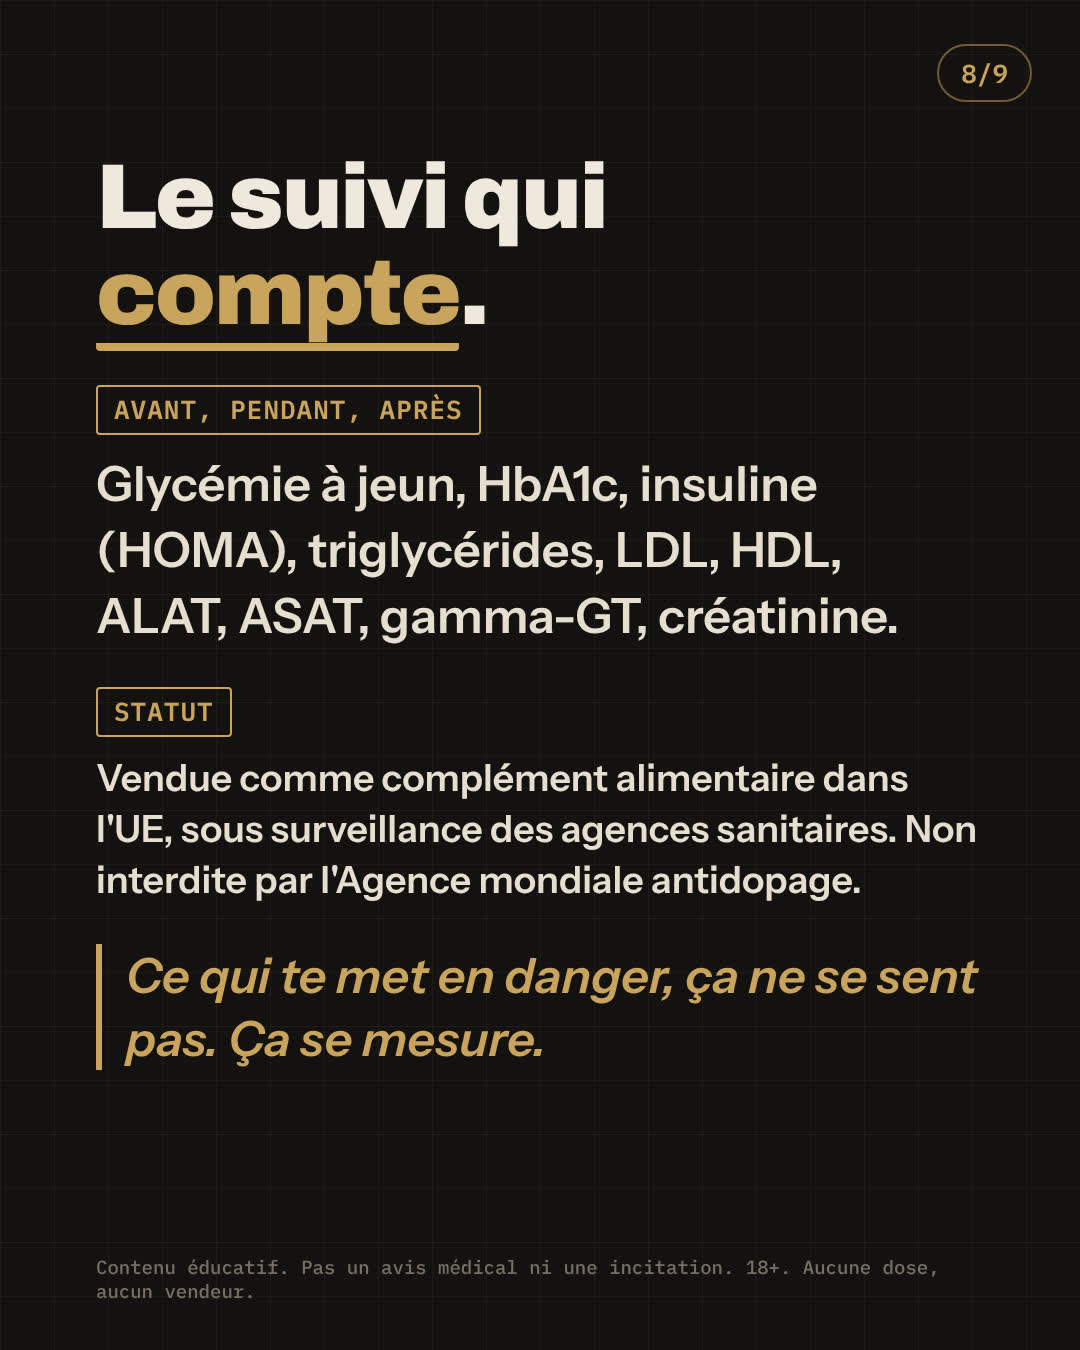 8/9
Le suivi qui
compte.
AVANT, PENDANT, APRÈS
Glycémie à jeun, HbA1c, insuline
(HOMA), triglycérides, LDL, HDL,
ALAT, ASAT, gamma-GT, créatinine.
STATUT
Vendue comme complément alimentaire dans
l'UE, sous surveillance des agences sanitaires. Non
interdite par l'Agence mondiale antidopage.
Ce qui te met en danger, ça ne se sent
pas. Ça se mesure.
Contenu éducatif. Pas un avis médical ni une incitation. 18+. Aucune dose,
aucun vendeur.